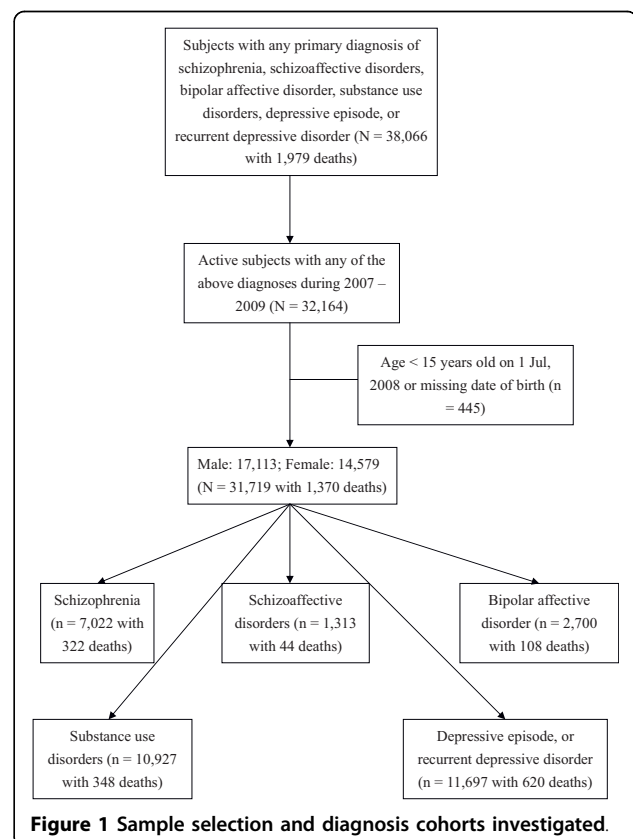 Subjects with any primary diagnosis of
schizophrenia, schizoaffective disorders,
bipolar affective disorder, substance use
disorders, depressive episode, or
recurrent depressive disorder (N = 38,066
with 1,979 deaths)
Active subjects with any of the
above diagnoses during 2007 –
2009 (N = 32,164)
Age < 15 years old on 1 Jul,
2008 or missing date of birth (n
= 445)
Male: 17,113; Female: 14,579
(N = 31,719 with 1,370 deaths)
Schizophrenia
(n = 7,022 with
322 deaths)
Schizoaffective
disorders (n = 1,313
with 44 deaths)
Bipolar affective
disorder (n = 2,700
with 108 deaths)
Substance use
disorders (n = 10,927
with 348 deaths)
Depressive episode, or
recurrent depressive disorder
(n = 11,697 with 620 deaths)
Figure 1 Sample selection and diagnosis cohorts investigated.